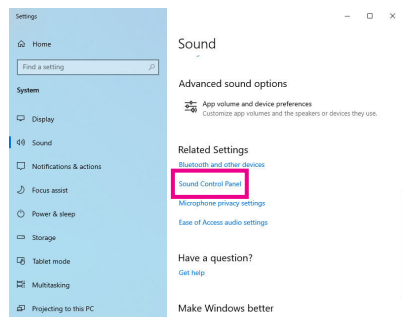 Settings
Home
Find a setting
System
Display
Sound
Notifications & actions
Focus assist
Power & sleep
Storage
Tablet mode
Multitasking
Projecting to this PC
Sound
Advanced sound options
App volume and device preferences
Customize app volumes and the speakers or devices they use.
Related Settings
Bluetooth and other devices
Sound Control Panel
Microphone privacy settings
Ease of Access audio settings
Have a question?
Get help
Make Windows better